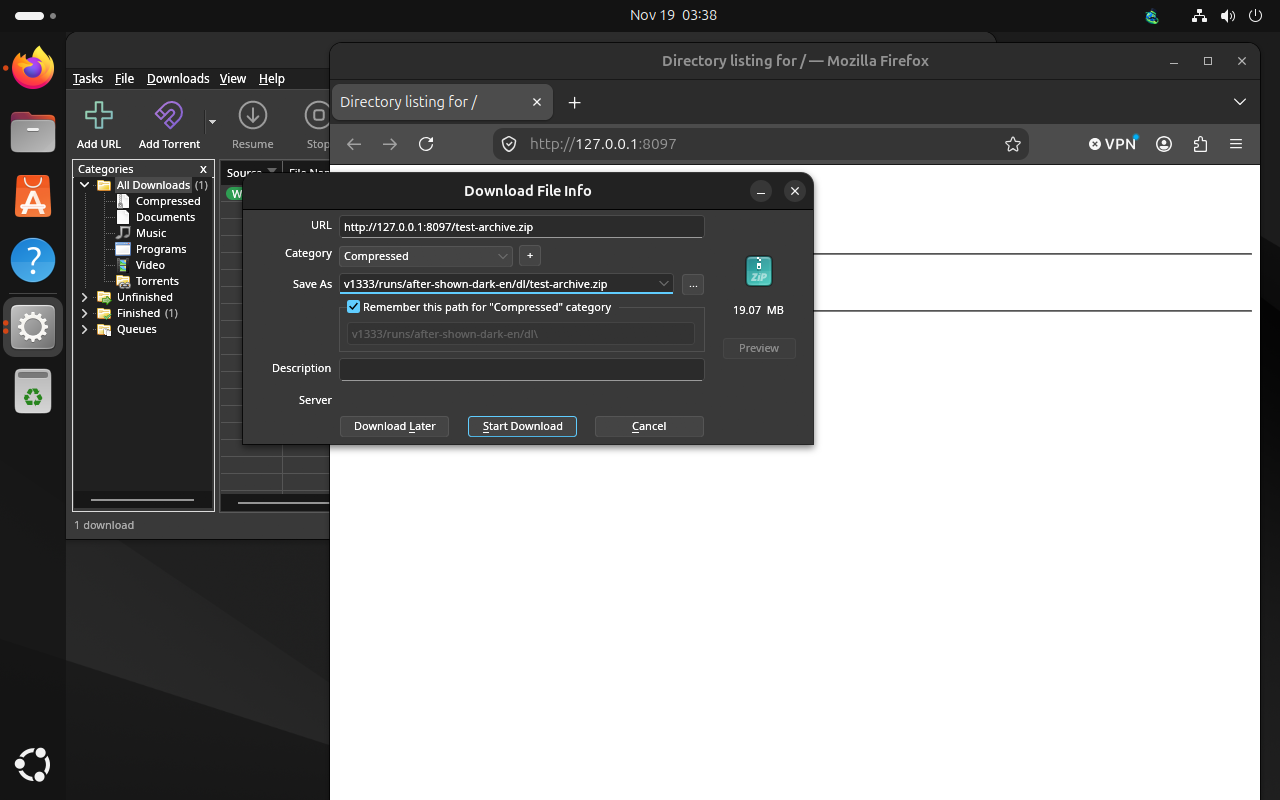 Nov 19 03:38
Directory listing for / — Mozilla Firefox
Tasks File Downloads View Help
Directory listing for /
Add URL Add Torrent Resume Stop
http://127.0.0.1:8097
VPN
Categories X
All Downloads (1)
Compressed
Documents
Music
Programs
Video
Torrents
Unfinished
Finished (1)
Queues
1 download
Download File Info
URL http://127.0.0.1:8097/test-archive.zip
Category Compressed +
Save As v1333/runs/after-shown-dark-en/dl/test-archive.zip ...
Remember this path for "Compressed" category
v1333/runs/after-shown-dark-en/dl\
Description
Server
ZIP
19.07 MB
Preview
Download Later Start Download Cancel